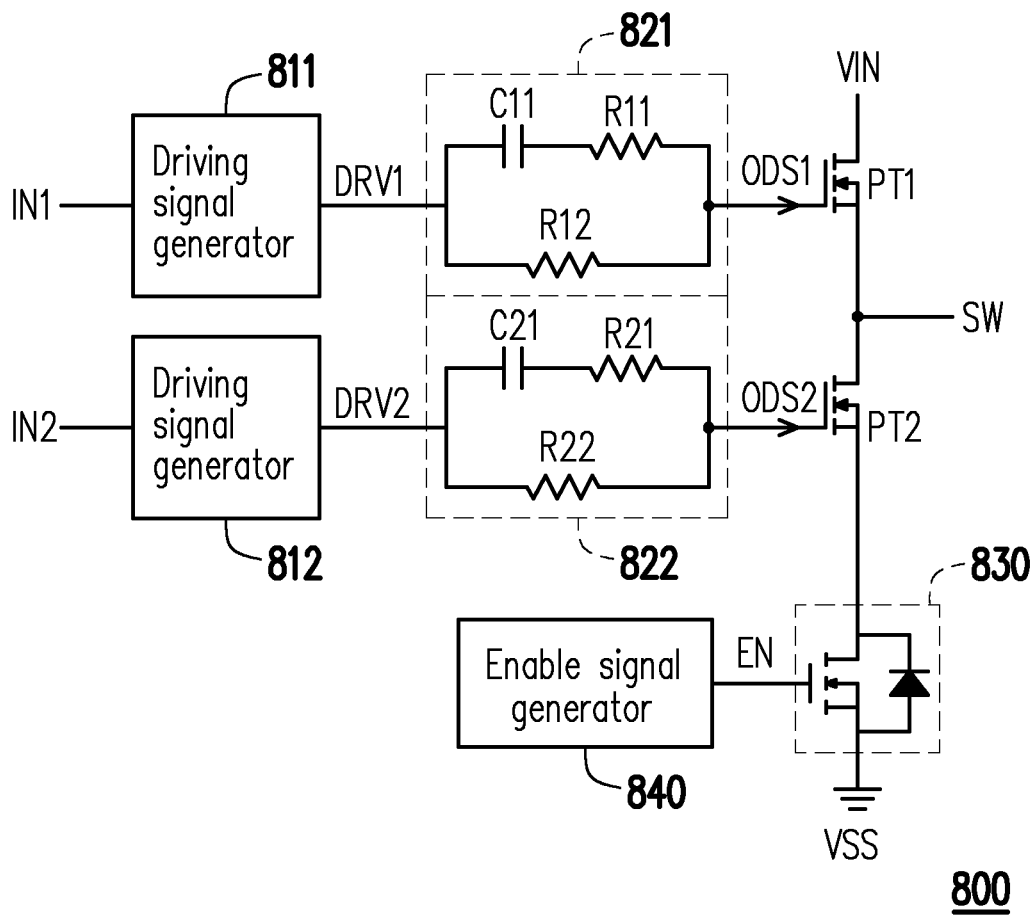 821
811
VIN
C11
R11
Driving
signal
generator
IN1
DRV1
ODS1
PT1
R12
SW
C21
R21
Driving
signal
generator
IN2
DRV2
ODS2
PT2
R22
812
822
830
Enable signal
generator
EN
840
VSS
800